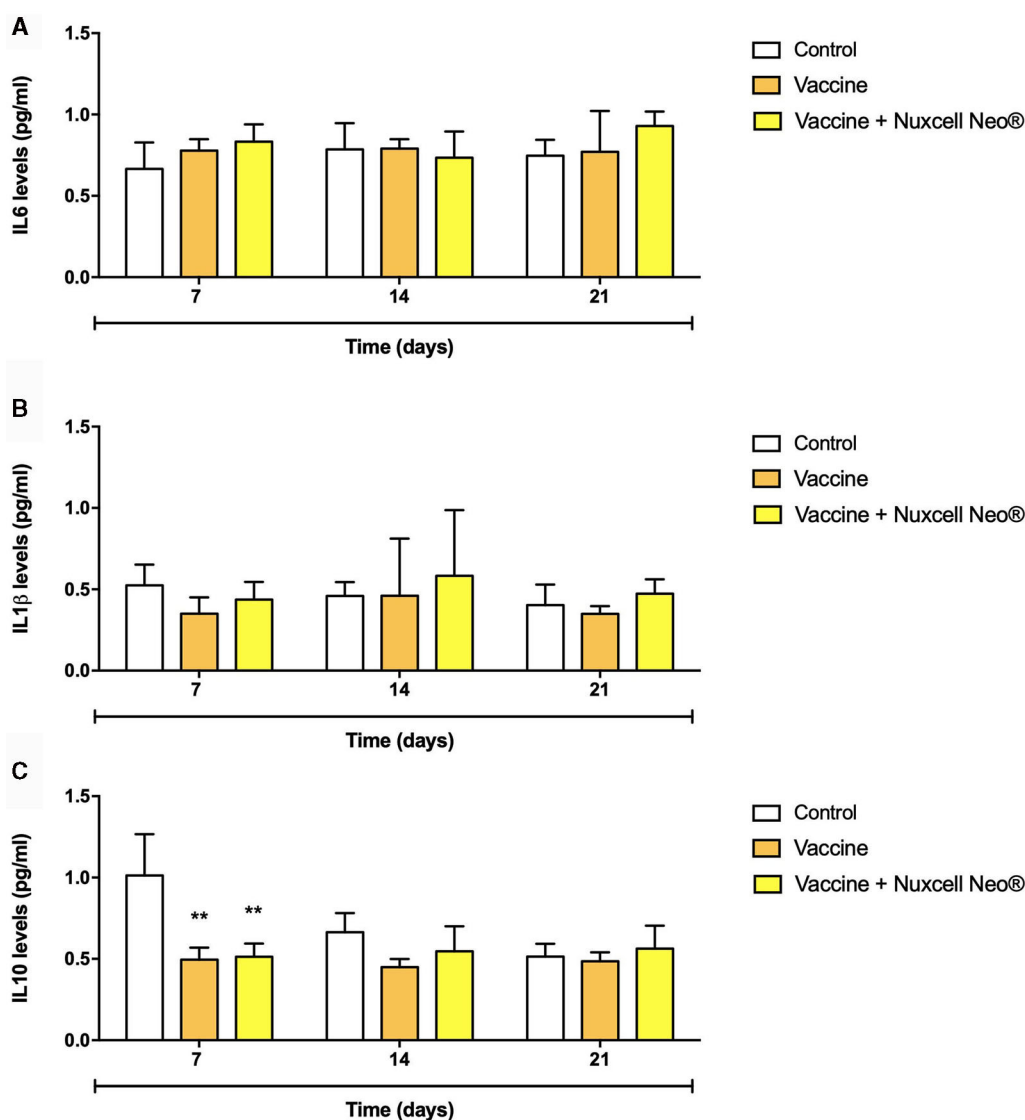 A
1.5
1.0
0.5
0.0
IL6 levels (pg/ml)
Control
Vaccine
Vaccine + Nuxcell Neo®
7 14 21
Time (days)
B
1.5
1.0
0.5
0.0
IL1β levels (pg/ml)
Control
Vaccine
Vaccine + Nuxcell Neo®
7 14 21
Time (days)
C
1.5
1.0
0.5
0.0
IL10 levels (pg/ml)
Control
Vaccine
Vaccine + Nuxcell Neo®
** **
7 14 21
Time (days)